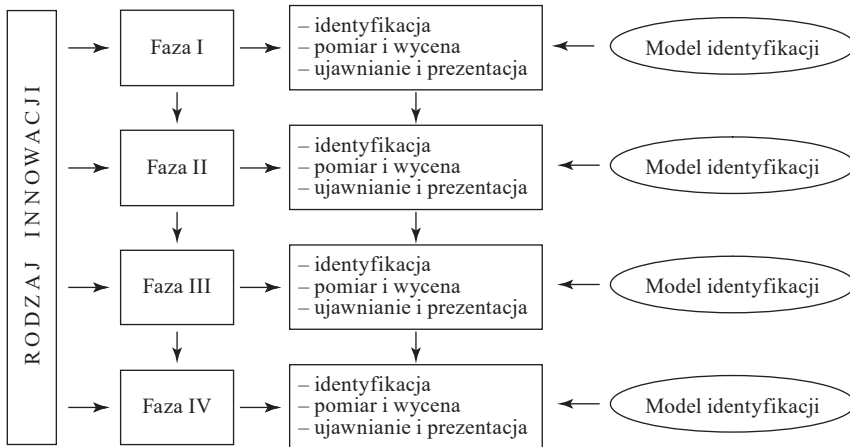 RODZAJ INNOWACJI
Faza I
– identyfikacja
– pomiar i wycena
– ujawnianie i prezentacja
Model identyfikacji
Faza II
– identyfikacja
– pomiar i wycena
– ujawnianie i prezentacja
Model identyfikacji
Faza III
– identyfikacja
– pomiar i wycena
– ujawnianie i prezentacja
Model identyfikacji
Faza IV
– identyfikacja
– pomiar i wycena
– ujawnianie i prezentacja
Model identyfikacji